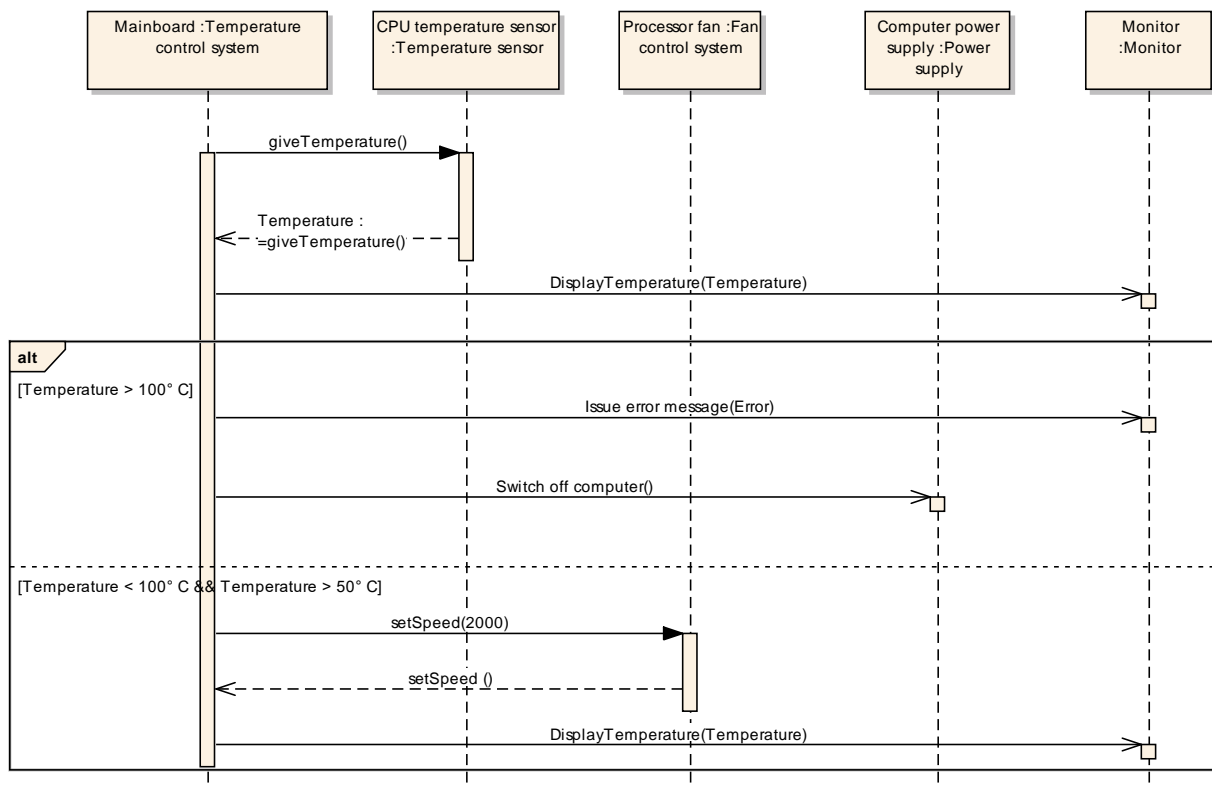 Mainboard :Temperature
control system
CPU temperature sensor
:Temperature sensor
Processor fan :Fan
control system
Computer power
supply :Power
supply
Monitor
:Monitor
giveTemperature()
Temperature :
=giveTemperature()
DisplayTemperature(Temperature)
alt
[Temperature > 100° C]
Issue error message(Error)
Switch off computer()
[Temperature < 100° C && Temperature > 50° C]
setSpeed(2000)
setSpeed ()
DisplayTemperature(Temperature)